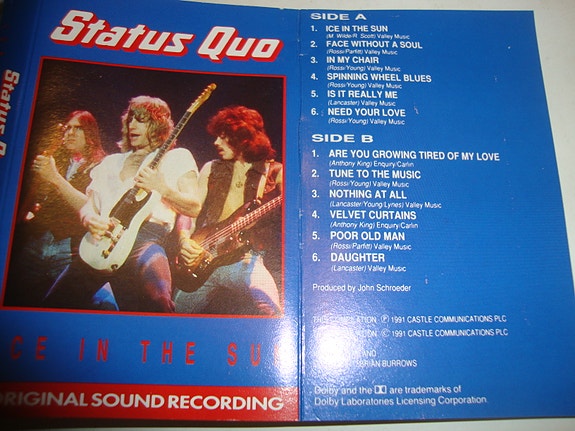 Status Quo
Status Q
ICE IN THE SU
ORIGINAL SOUND RECORDING
SIDE A
1. ICE IN THE SUN
(M. Wilde/R. Scott) Valley Music
2. FACE WITHOUT A SOUL
(Rossi/Parfitt) Valley Music
3. IN MY CHAIR
(Rossi/Young) Valley Music
4. SPINNING WHEEL BLUES
(Rossi/Young) Valley Music
5. IS IT REALLY ME
(Lancaster) Valley Music
6. NEED YOUR LOVE
(Rossi/Young) Valley Music
SIDE B
1. ARE YOU GROWING TIRED OF MY LOVE
(Anthony King) Enquiry/Carlin
2. TUNE TO THE MUSIC
(Rossi/Young) Valley Music
3. NOTHING AT ALL
(Lancaster/Young/Lynes) Valley Music
4. VELVET CURTAINS
(Anthony King) Enquiry/Carlin
5. POOR OLD MAN
(Rossi/Parfitt) Valley Music
6. DAUGHTER
(Lancaster) Valley Music
Produced by John Schroeder
COMPILATION Ⓟ 1991 CASTLE COMMUNICATIONS PLC
© 1991 CASTLE COMMUNICATIONS PLC
AND
BRIAN BURROWS
Dolby and the DD are trademarks of
Dolby Laboratories Licensing Corporation.